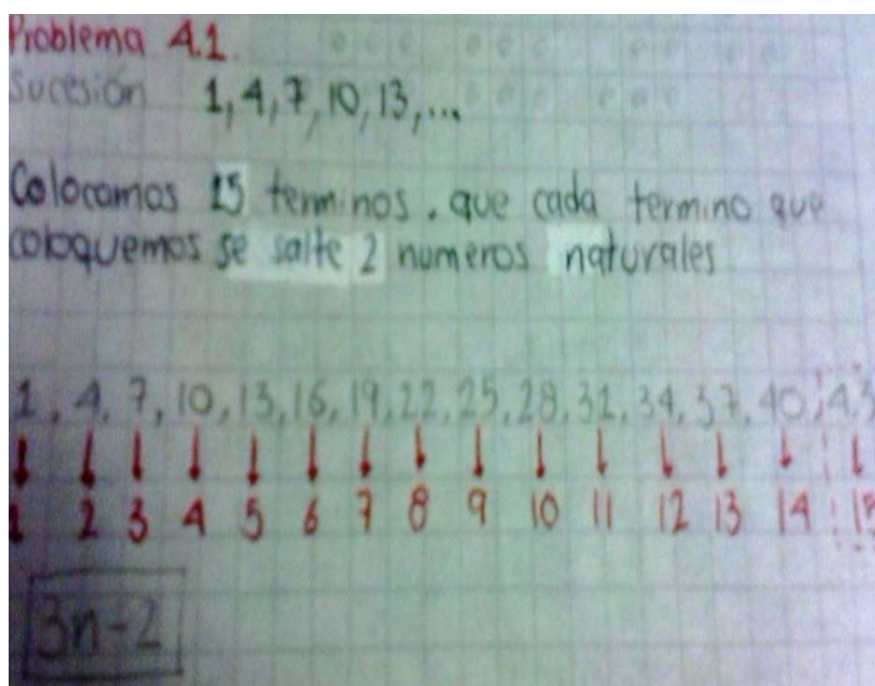 Problema 4.1.
Sucesión 1, 4, 7, 10, 13, ...
Colocamos 15 terminos, que cada termino que
coloquemos se salte 2 numeros naturales
1, 4, 7, 10, 13, 16, 19, 22, 25, 28, 31, 34, 37, 40, 43
1 2 3 4 5 6 7 8 9 10 11 12 13 14 15
3n-2